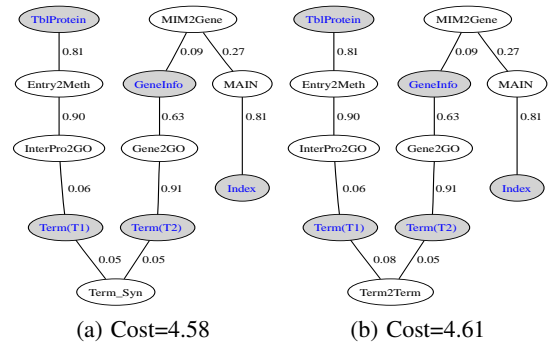 TblProtein MIM2Gene TblProtein MIM2Gene
0.81 0.09 0.27 0.81 0.09 0.27
Entry2Meth GeneInfo MAIN Entry2Meth GeneInfo MAIN
0.90 0.63 0.81 0.90 0.63 0.81
InterPro2GO Gene2GO InterPro2GO Gene2GO
0.06 0.91 Index 0.06 0.91 Index
Term(T1) Term(T2) Term(T1) Term(T2)
0.05 0.05 0.08 0.05
Term_Syn Term2Term
(a) Cost=4.58 (b) Cost=4.61